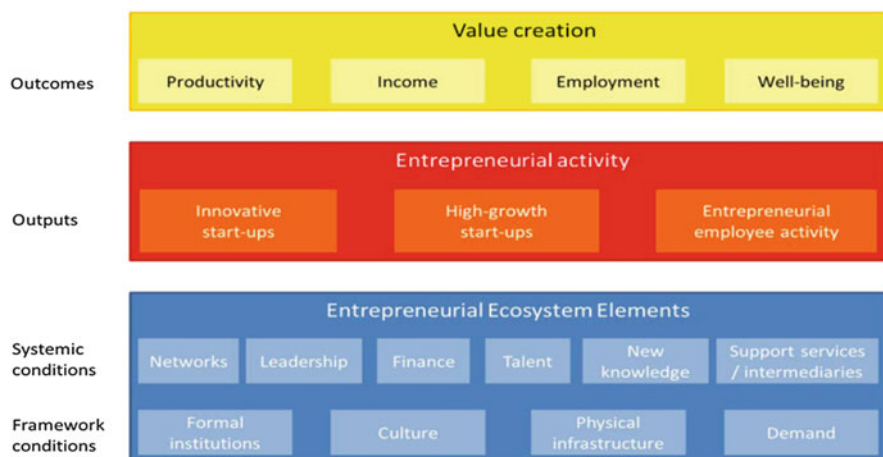 Value creation
Outcomes
Productivity
Income
Employment
Well-being
Entrepreneurial activity
Outputs
Innovative
start-ups
High-growth
start-ups
Entrepreneurial
employee activity
Entrepreneurial Ecosystem Elements
Systemic
conditions
Networks
Leadership
Finance
Talent
New
knowledge
Support services
/ intermediaries
Framework
conditions
Formal
institutions
Culture
Physical
infrastructure
Demand